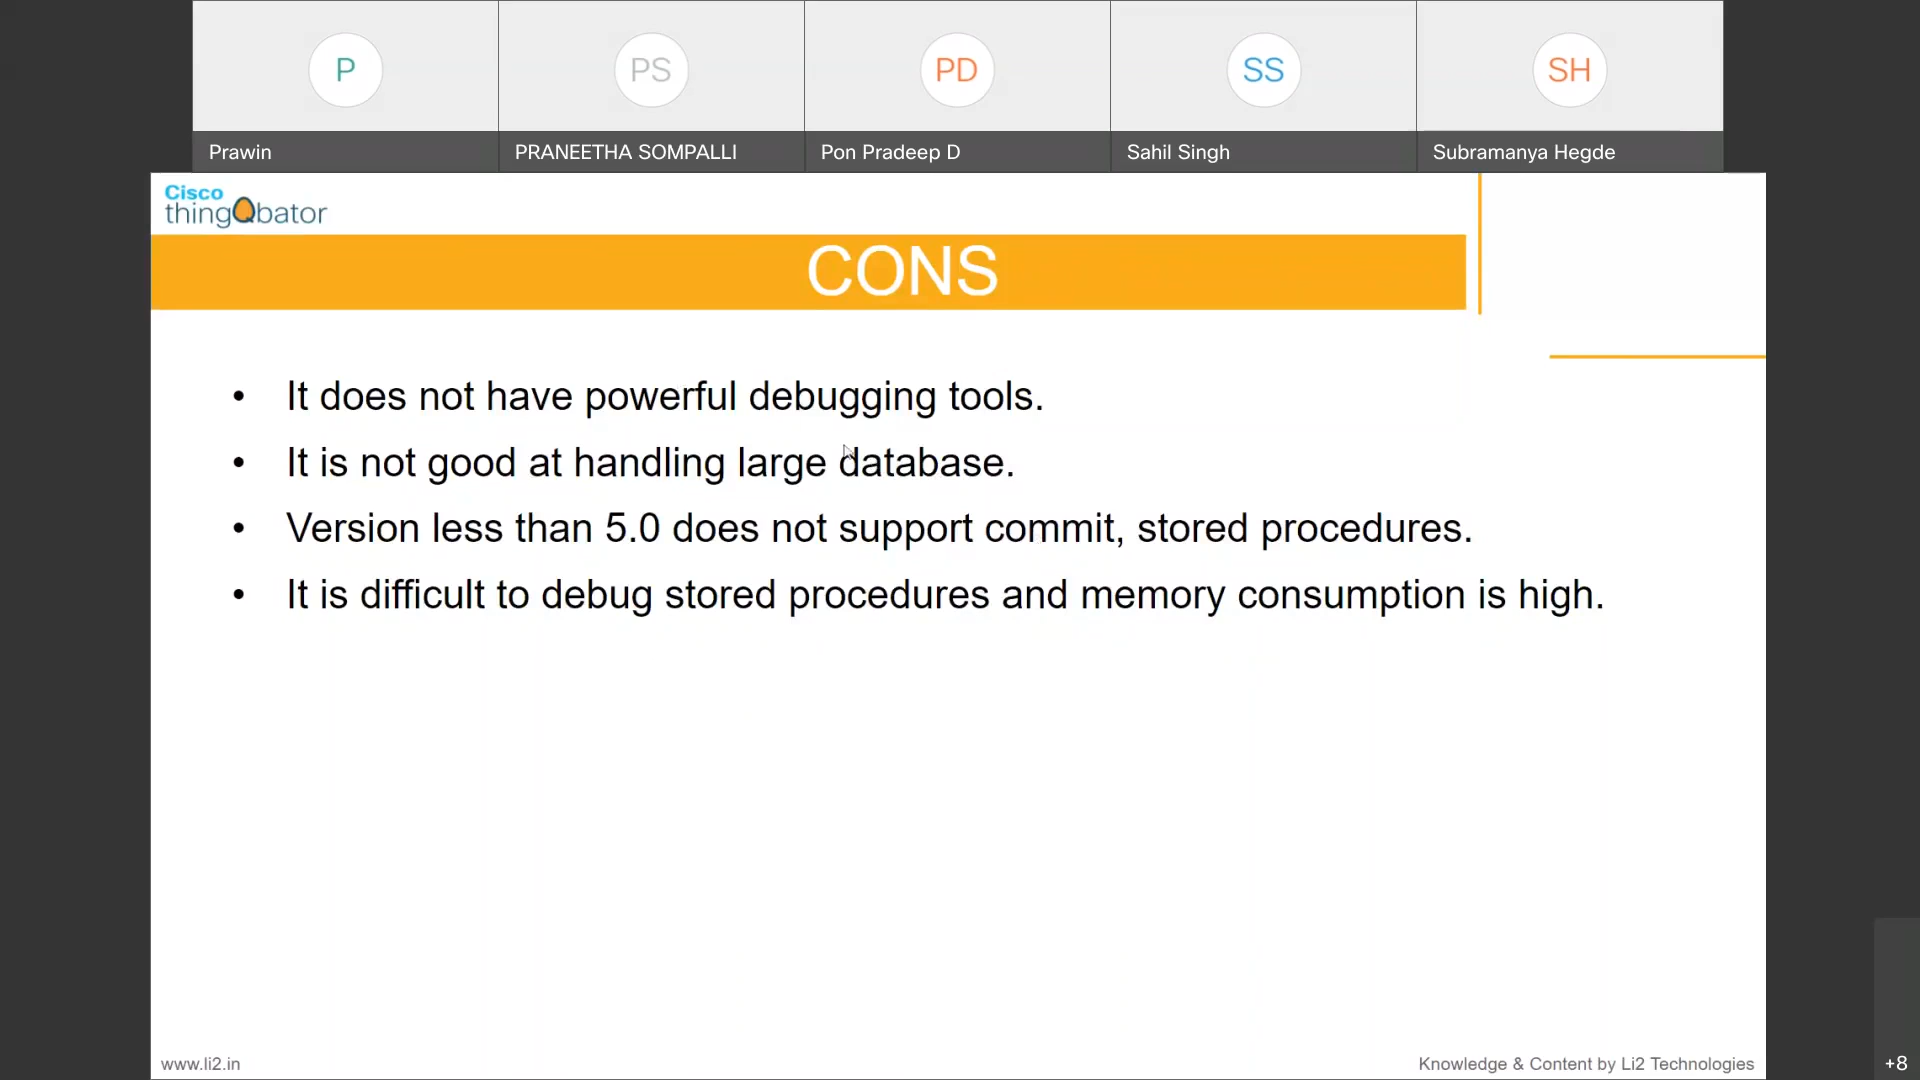 P PS PD SS SH
Prawin PRANEETHA SOMPALLI Pon Pradeep D Sahil Singh Subramanya Hegde
Cisco
thingQbator
CONS
• It does not have powerful debugging tools.
• It is not good at handling large database.
• Version less than 5.0 does not support commit, stored procedures.
• It is difficult to debug stored procedures and memory consumption is high.
www.li2.in Knowledge & Content by Li2 Technologies +8